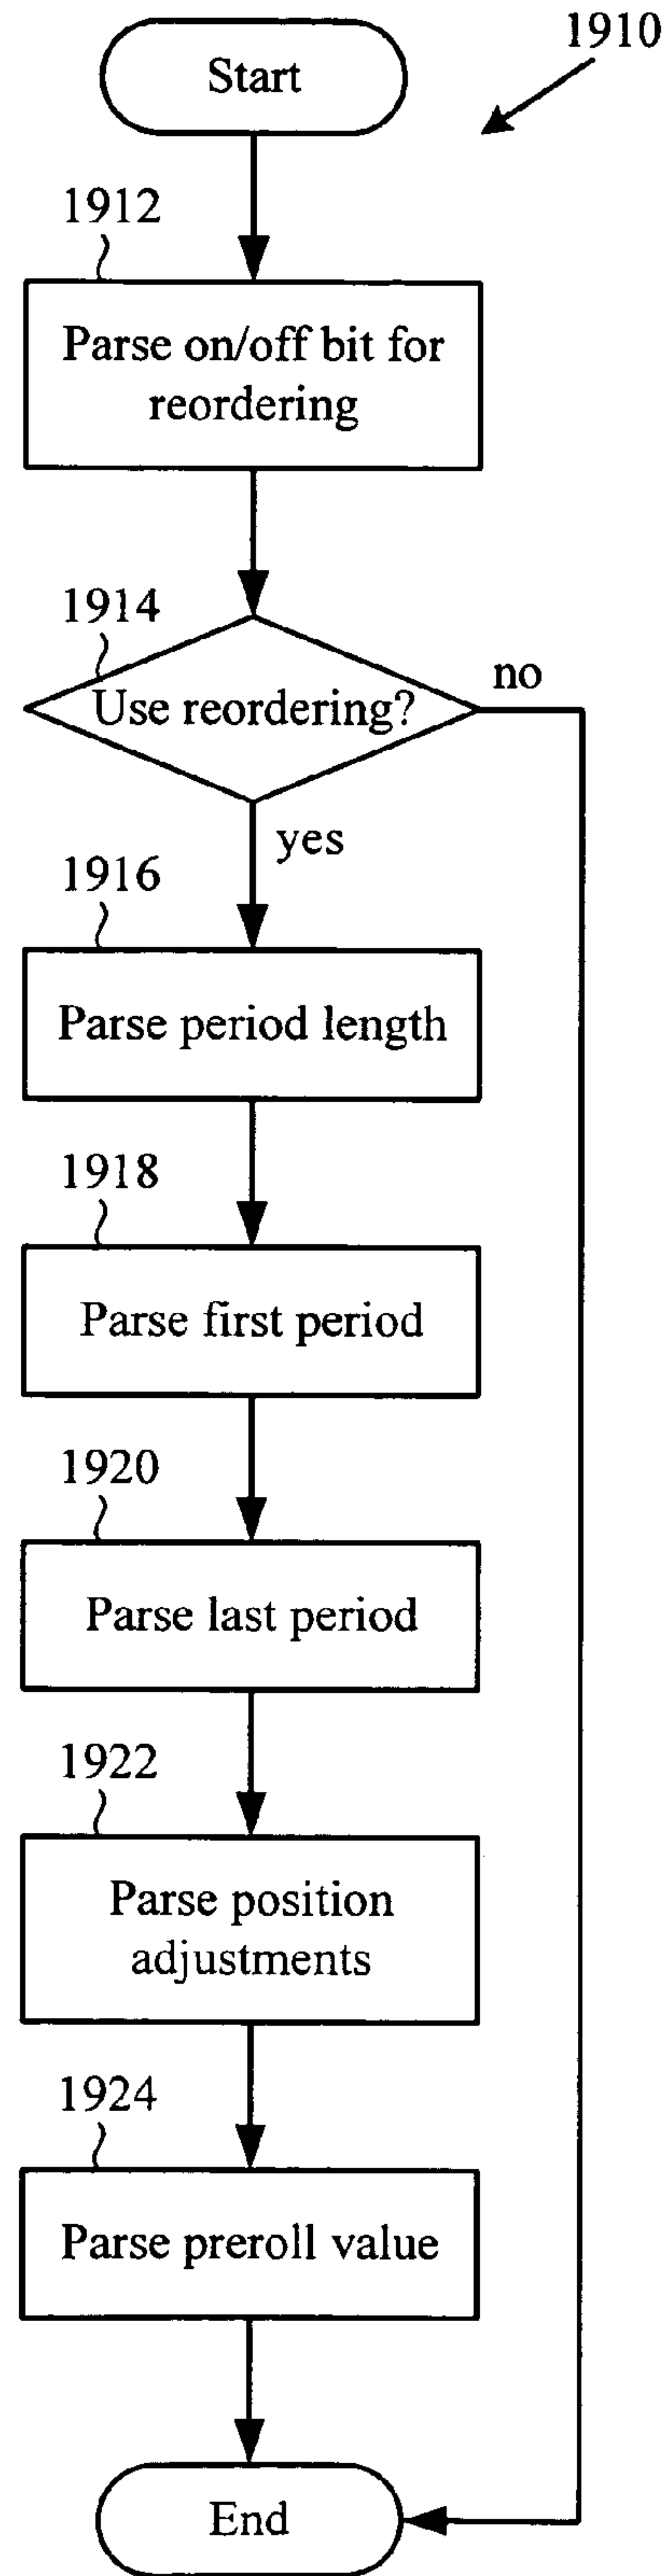 1910
Start
1912
Parse on/off bit for
reordering
1914
Use reordering?
no
yes
1916
Parse period length
1918
Parse first period
1920
Parse last period
1922
Parse position
adjustments
1924
Parse preroll value
End